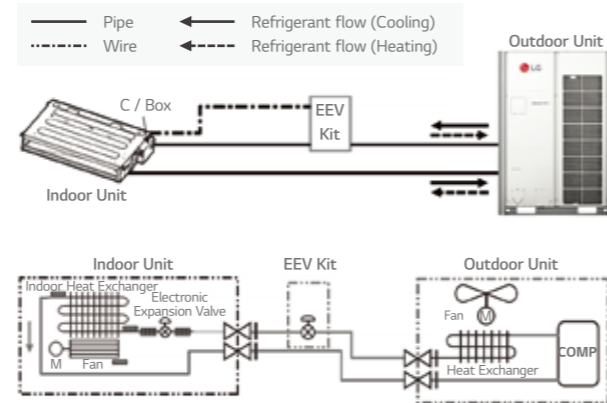 Pipe
Refrigerant flow (Cooling)
Wire
Refrigerant flow (Heating)
Outdoor Unit
LG
C / Box
EEV
Kit
Indoor Unit
Indoor Unit
EEV Kit
Outdoor Unit
Indoor Heat Exchanger
Electronic
Expansion Valve
Fan
M
COMP
M
Fan
Heat Exchanger